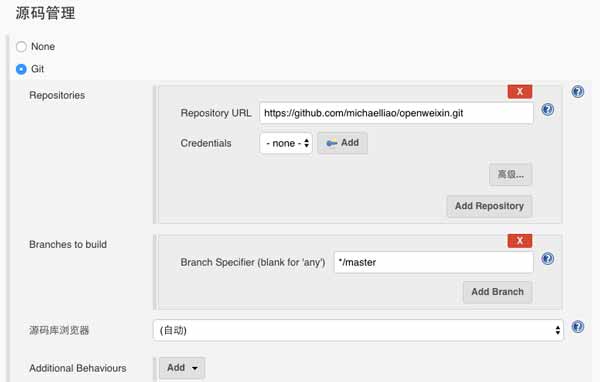 源码管理
None
Git
Repositories
X
Repository URL https://github.com/michaelliao/openweixin.git
Credentials - none - Add
高级...
Add Repository
Branches to build
X
Branch Specifier (blank for 'any') */master
Add Branch
源码库浏览器 (自动)
Additional Behaviours Add